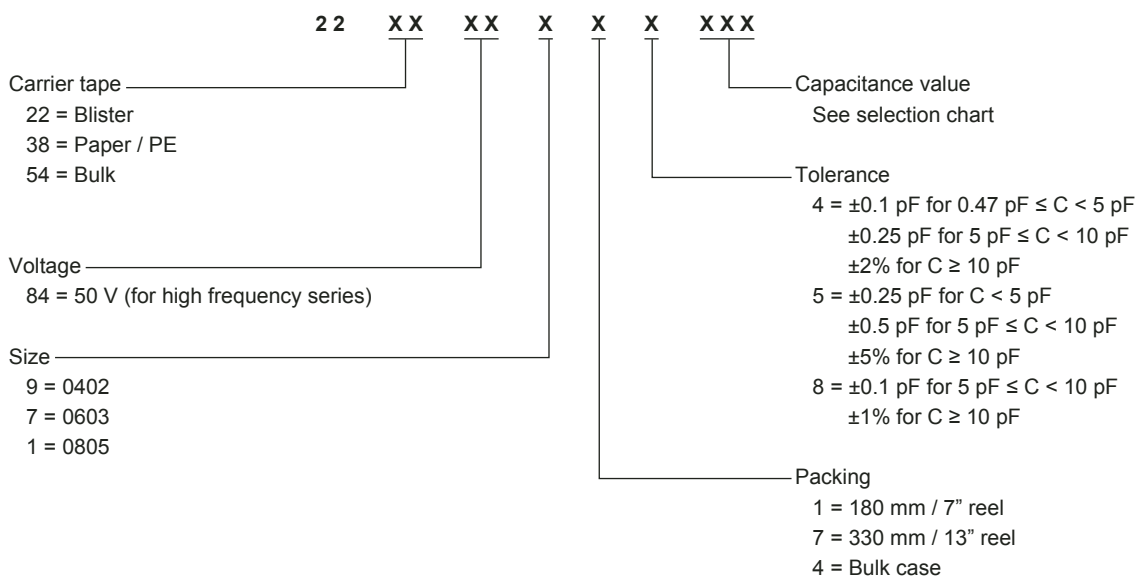 22 XX XX X X X XXX
Carrier tape
22 = Blister
38 = Paper / PE
54 = Bulk
Voltage
84 = 50 V (for high frequency series)
Size
9 = 0402
7 = 0603
1 = 0805
Capacitance value
See selection chart
Tolerance
4 = ±0.1 pF for 0.47 pF ≤ C < 5 pF
±0.25 pF for 5 pF ≤ C < 10 pF
±2% for C ≥ 10 pF
5 = ±0.25 pF for C < 5 pF
±0.5 pF for 5 pF ≤ C < 10 pF
±5% for C ≥ 10 pF
8 = ±0.1 pF for 5 pF ≤ C < 10 pF
±1% for C ≥ 10 pF
Packing
1 = 180 mm / 7” reel
7 = 330 mm / 13” reel
4 = Bulk case